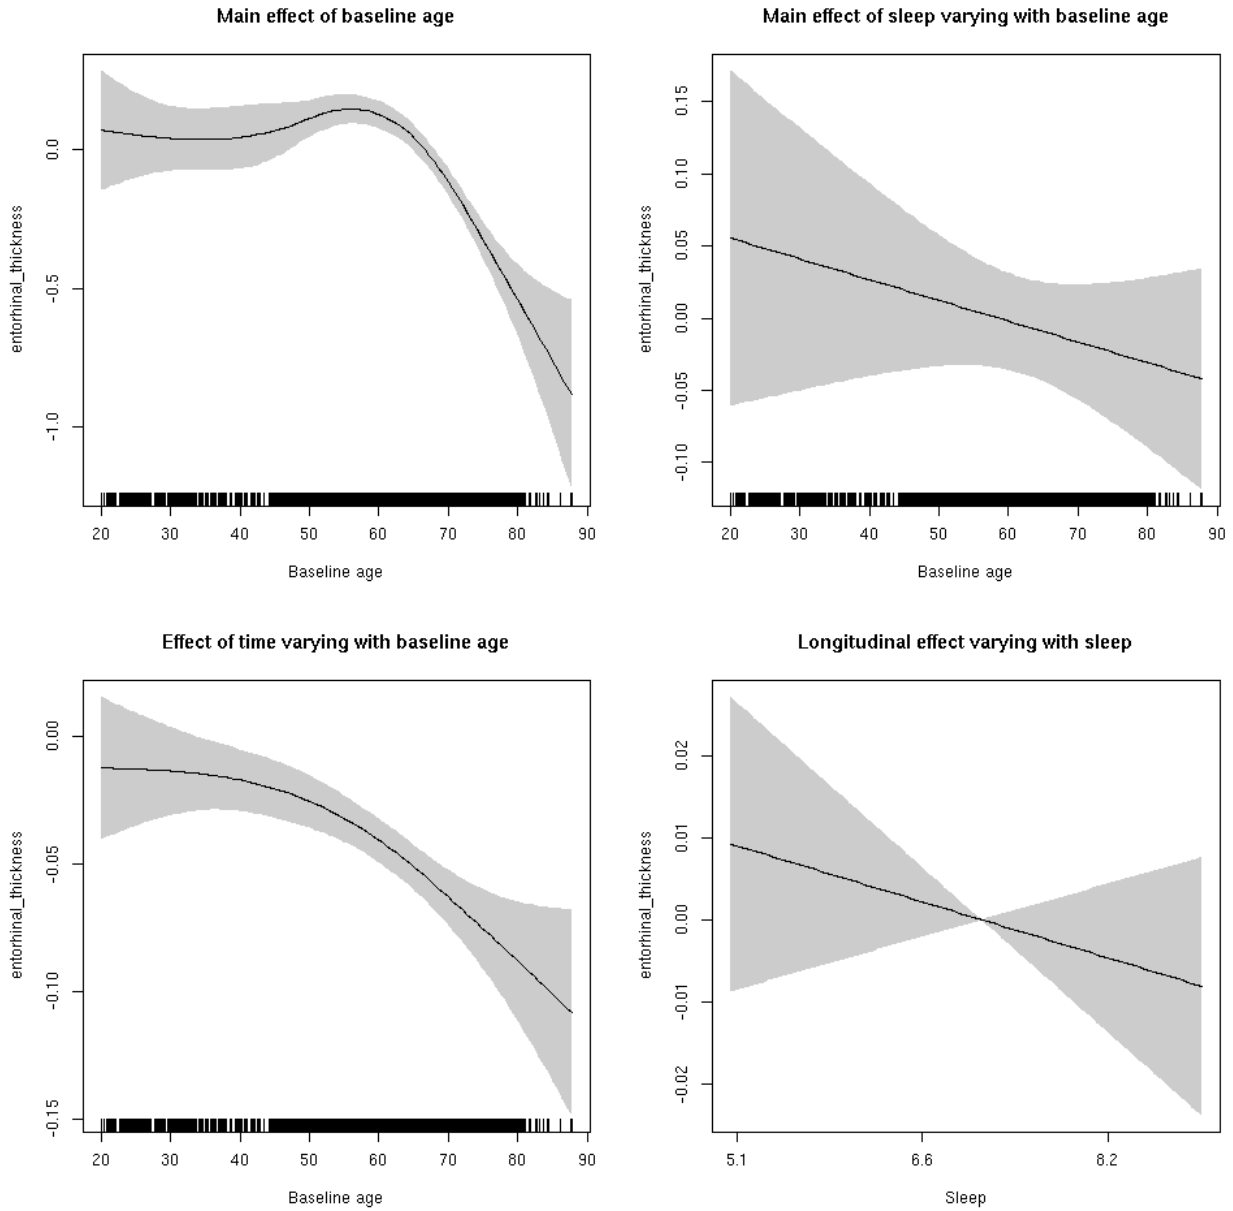 Main effect of baseline age
entorhinal_thickness
0.0
-0.5
-1.0
20 30 40 50 60 70 80 90
Baseline age
Main effect of sleep varying with baseline age
entorhinal_thickness
0.15
0.10
0.05
0.00
-0.05
-0.10
20 30 40 50 60 70 80 90
Baseline age
Effect of time varying with baseline age
entorhinal_thickness
0.00
-0.05
-0.10
-0.15
20 30 40 50 60 70 80 90
Baseline age
Longitudinal effect varying with sleep
entorhinal_thickness
0.02
0.01
0.00
-0.01
-0.02
5.1 6.6 8.2
Sleep